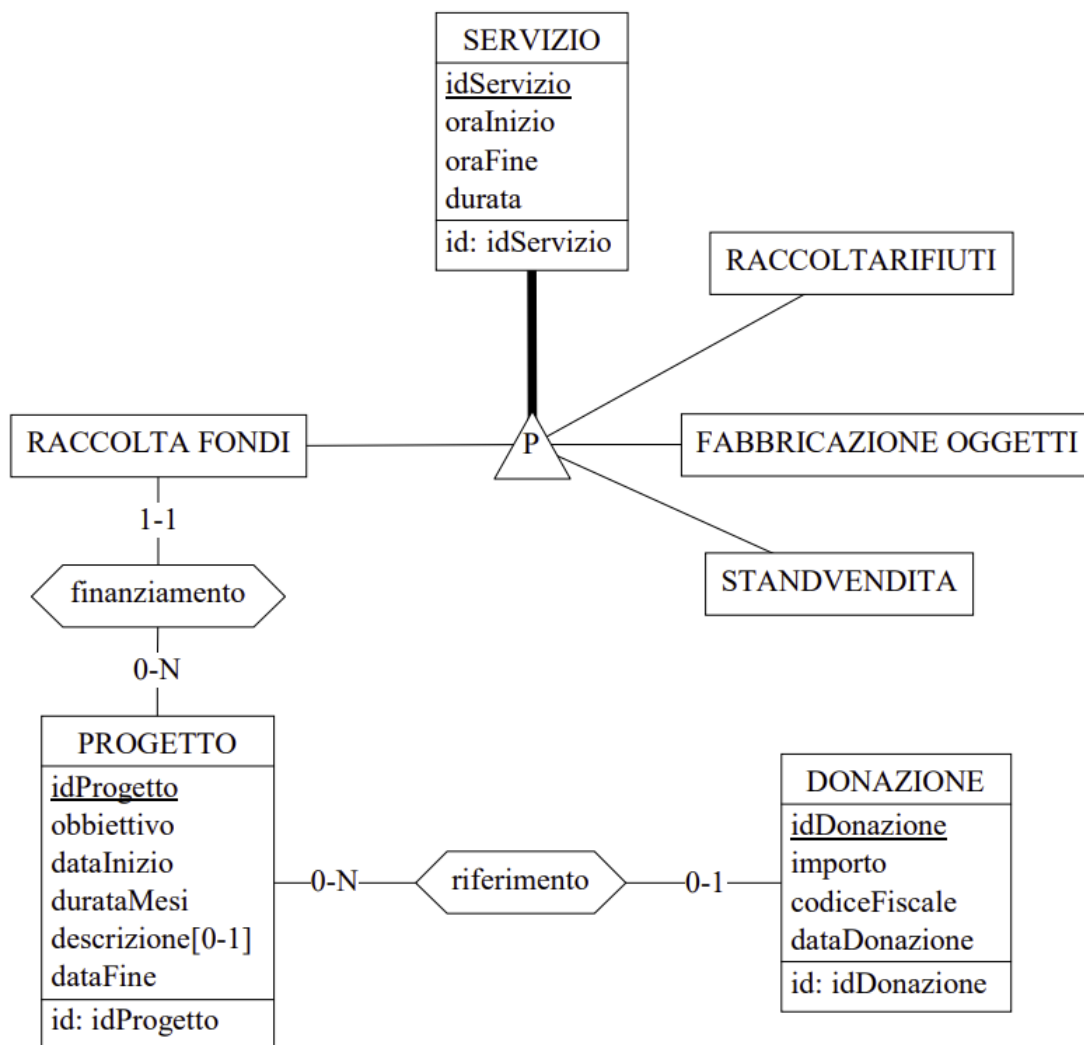 SERVIZIO
idServizio
oraInizio
oraFine
durata
id: idServizio
RACCOLTARIFIUTI
RACCOLTA FONDI
P
FABBRICAZIONE OGGETTI
STANDVENDITA
1-1
finanziamento
0-N
PROGETTO
idProgetto
obbiettivo
dataInizio
durataMesi
descrizione[0-1]
dataFine
id: idProgetto
0-N
riferimento
0-1
DONAZIONE
idDonazione
importo
codiceFiscale
dataDonazione
id: idDonazione